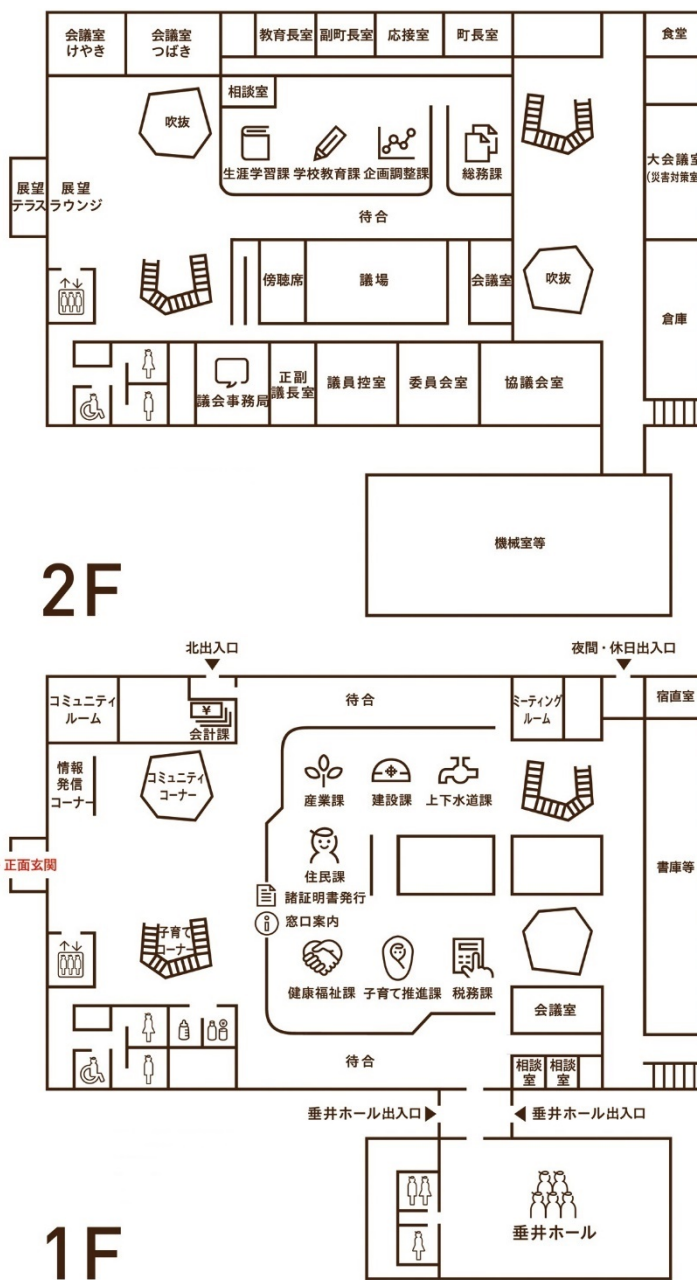 会議室
けやき
会議室
つばき
教育長室
副町長室
応接室
町長室
食堂
相談室
吹抜
生涯学習課
学校教育課
企画調整課
総務課
大会議室
(災害対策室
展望
テラス
展望
ラウンジ
待合
傍聴席
議場
会議室
吹抜
倉庫
議会事務局
正副
議長室
議員控室
委員会室
協議会室
機械室等
2F
北出入口
夜間・休日出入口
コミュニティ
ルーム
¥
会計課
待合
ミーティング
ルーム
宿直室
情報
発信
コーナー
コミュニティ
コーナー
産業課
建設課
上下水道課
正面玄関
住民課
諸証明書発行
i
窓口案内
書庫等
子育て
コーナー
健康福祉課
子育て推進課
税務課
会議室
待合
相談
室
相談
室
垂井ホール出入口
垂井ホール出入口
垂井ホール
1F